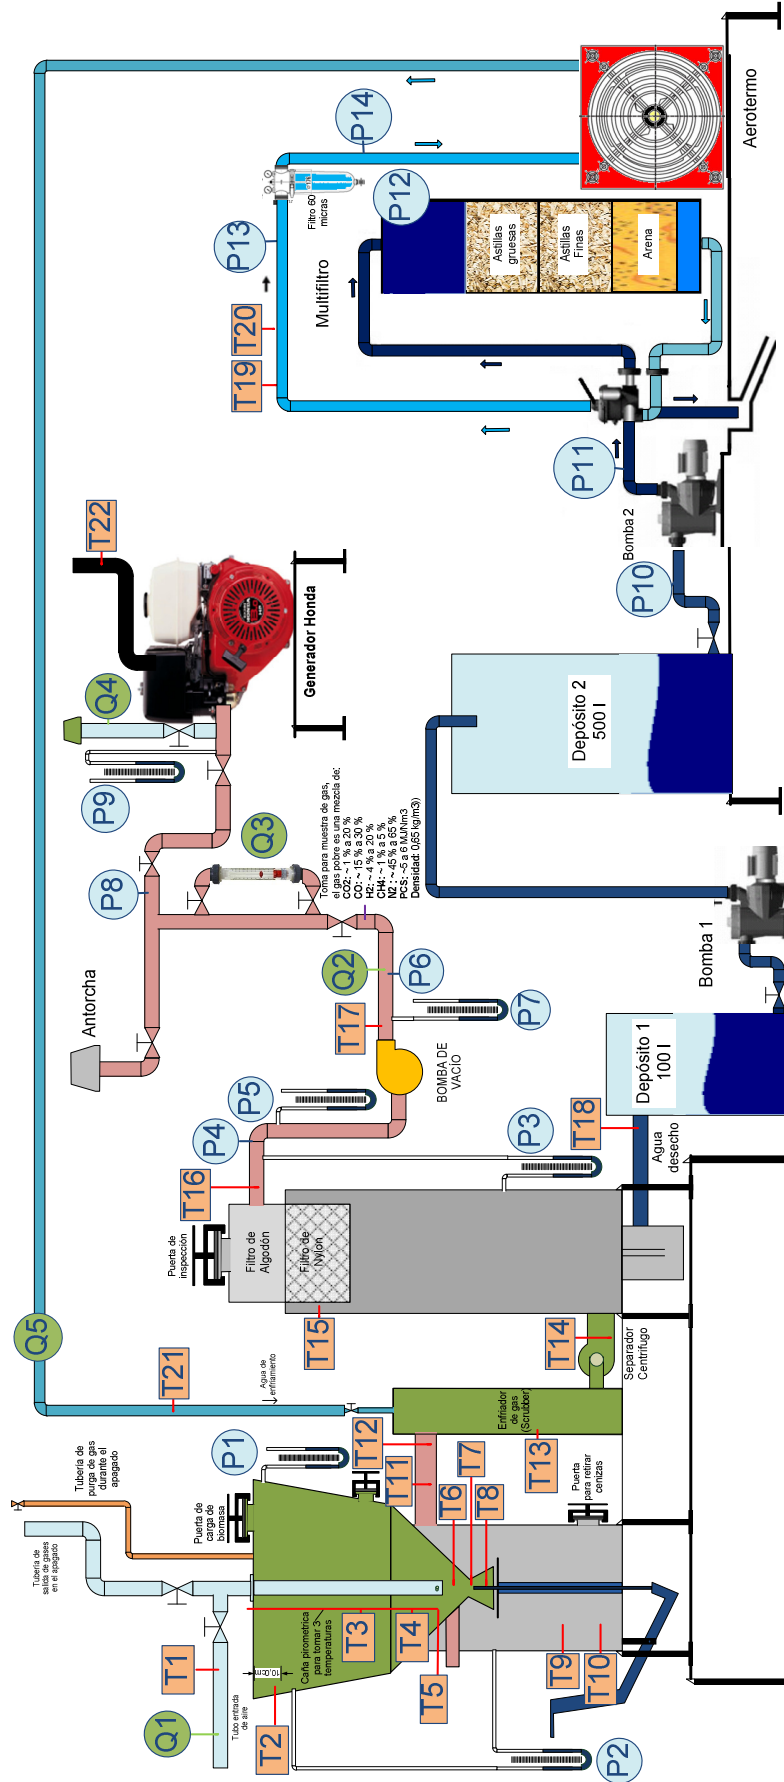 Q1
T1
Tubo entrada
de aire
Tubería de
salida de gases
en el apagado
Tubería de
purga de gas
durante el
apagado
Puerta de
carga de
biomasa
P1
T2
10,0cm
Caña pirometrica
para tomar 3
temperaturas
T3
T4
T5
P2
T6
T7
T8
T9
T10
T11
T12
Puerta
para retirar
cenizas
Q5
T21
Agua de
enfriamiento
Enfriador
de gas
(Scrubber)
T13
T14
Separador
Centrifugo
Puerta de
inspección
Filtro de
Algodón
Filtro de
Nylon
T15
T16
P3
P4
P5
T18
Agua
desecho
BOMBA DE
VACÍO
T17
Q2
P6
P7
Antorcha
P8
Q3
Toma para muestra de gas,
el gas pobre es una mezcla de:
CO2: ~ 1 % a 20 %
CO: ~ 15 % a 30 %
H2: ~ 4 % a 20 %
CH4: ~ 1 % a 5 %
N2 : ~ 45 % a 65 %
PCS: ~5 a 6 MJ/Nm3
Densidad: 0,65 kg/m3)
P9
Q4
T22
Generador Honda
Depósito 1
100 l
Bomba 1
Depósito 2
500 l
P10
Bomba 2
P11
T19
T20
P13
Multifiltro
Filtro 60
micras
P12
P14
Astillas
gruesas
Astillas
Finas
Arena
Aerotermo